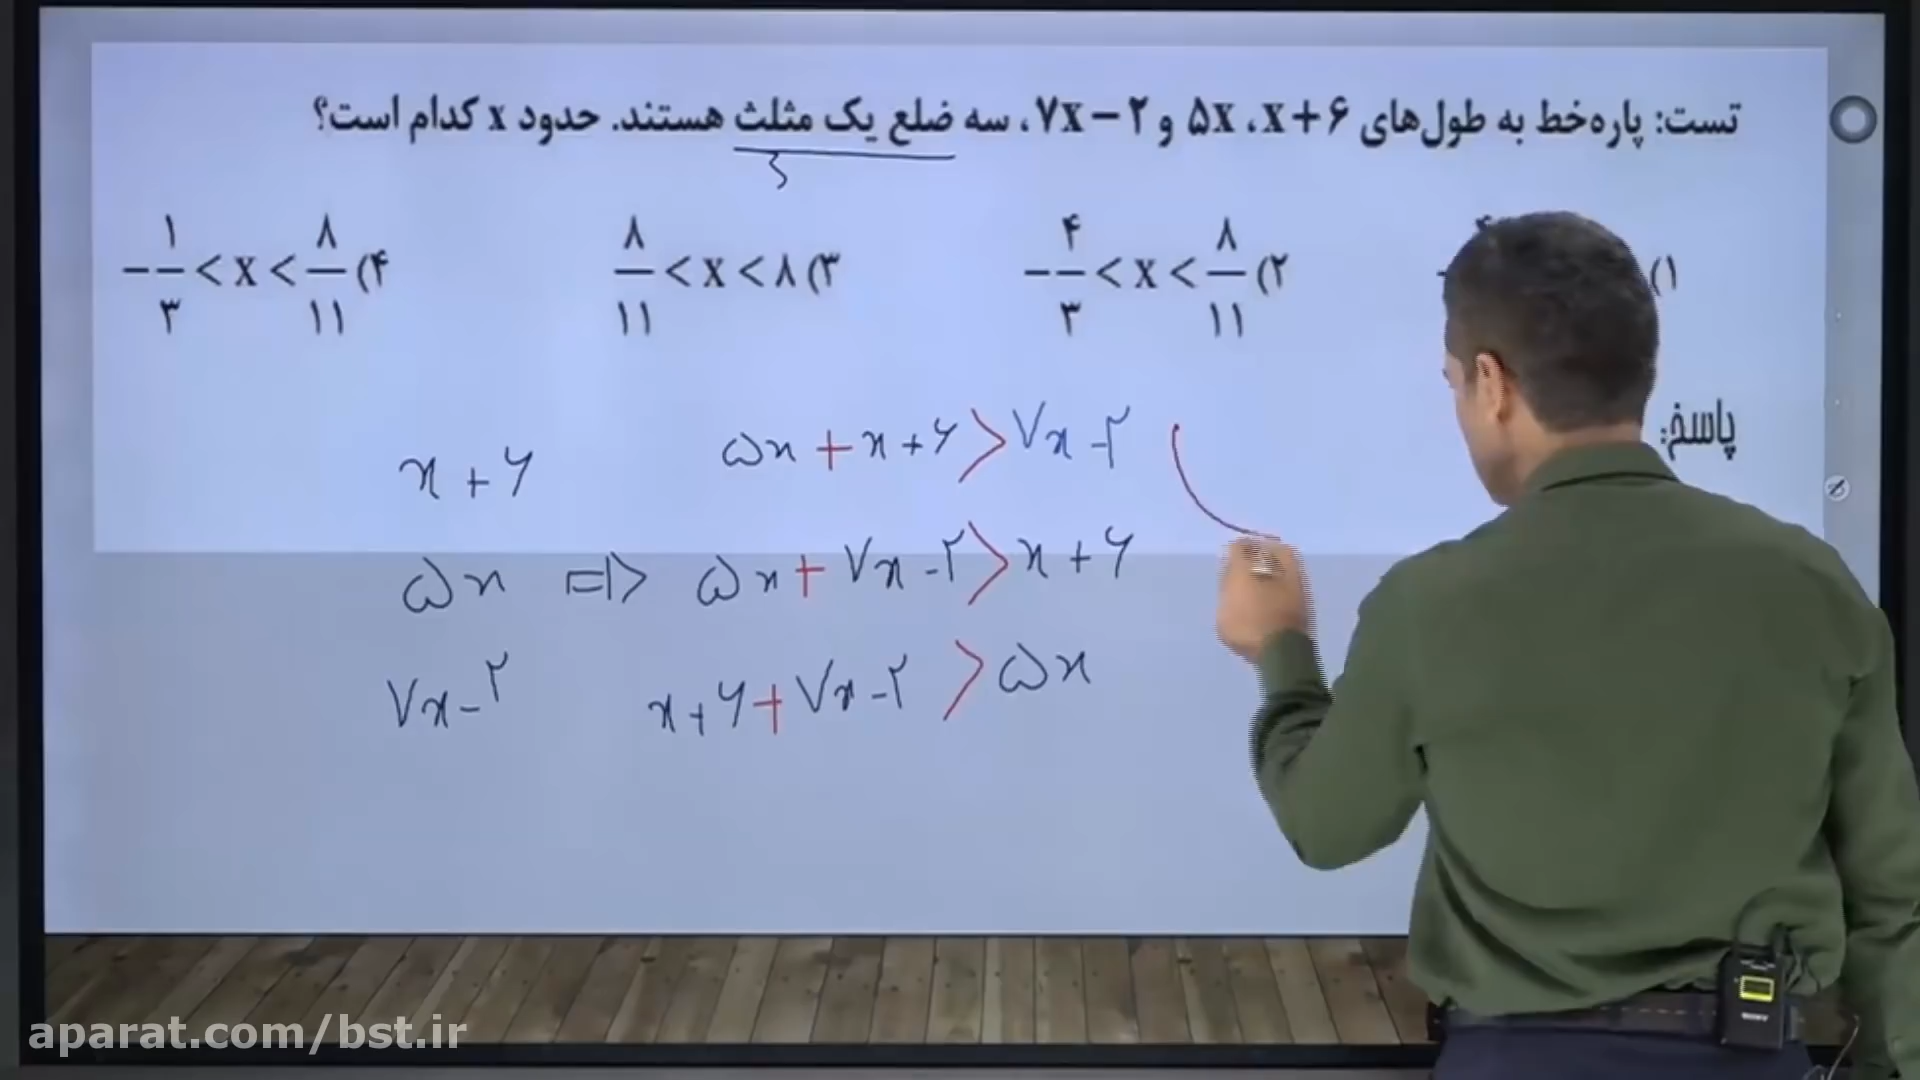 تست: پاره‌خط به طول‌های x+۶، ۵x و ۷x−۲، سه ضلع یک مثلث هستند. حدود x کدام است؟
۱)
۲) −۴/۳ < x < ۸/۱۱
۳) ۸/۱۱ < x < ۸
۴) −۱/۳ < x < ۸/۱۱
پاسخ:
x + ۶
۵x + x + ۶ > ۷x − ۲
۵x ⇒ ۵x + ۷x − ۲ > x + ۶
۷x − ۲
x + ۶ + ۷x − ۲ > ۵x
aparat.com/bst.ir